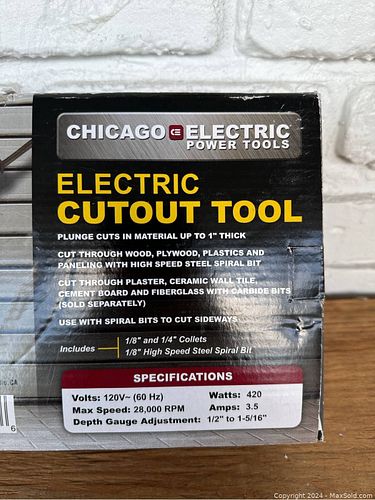 CHICAGO CE ELECTRIC
POWER TOOLS
ELECTRIC
CUTOUT TOOL
PLUNGE CUTS IN MATERIAL UP TO 1" THICK
CUT THROUGH WOOD, PLYWOOD, PLASTICS AND
PANELING WITH HIGH SPEED STEEL SPIRAL BIT
CUT THROUGH PLASTER, CERAMIC WALL TILE,
CEMENT BOARD AND FIBERGLASS WITH CARBIDE BITS
(SOLD SEPARATELY)
USE WITH SPIRAL BITS TO CUT SIDEWAYS
Includes
1/8" and 1/4" Collets
1/8" High Speed Steel Spiral Bit
SPECIFICATIONS
Volts: 120V~ (60 Hz) Watts: 420
Max Speed: 28,000 RPM Amps: 3.5
Depth Gauge Adjustment: 1/2" to 1-5/16"
CA
6
Copyright 2024 - MaxSold.com